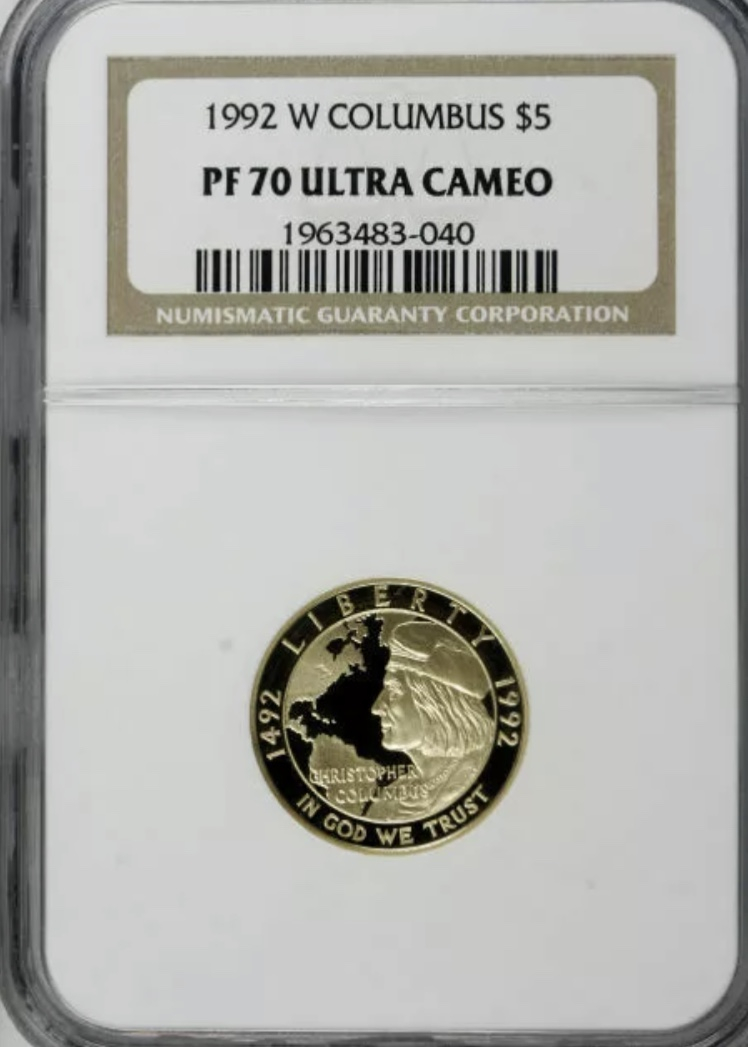 1992 W COLUMBUS $5
PF 70 ULTRA CAMEO
1963483-040
NUMISMATIC GUARANTY CORPORATION
LIBERTY
1492
1992
CHRISTOPHER
COLUMBUS
IN GOD WE TRUST